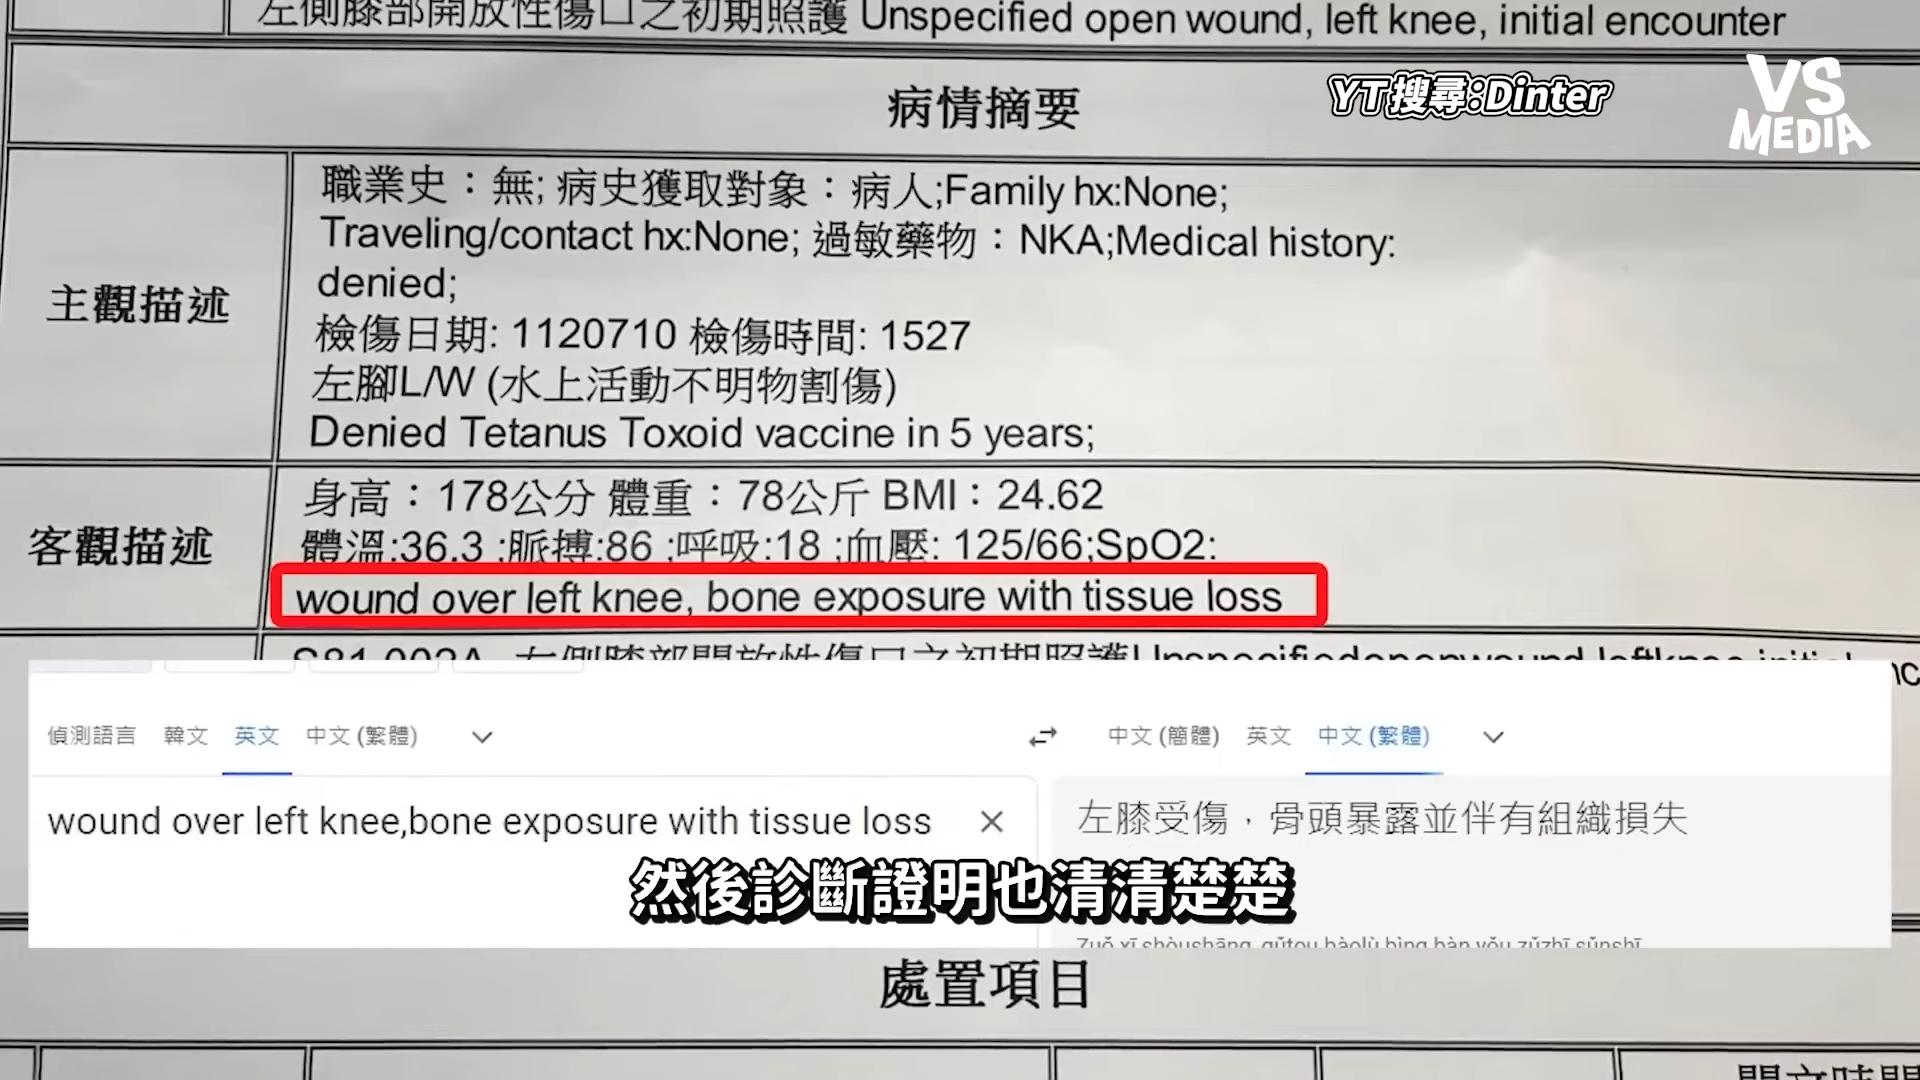 左側膝部開放性傷口之初期照護 Unspecified open wound, left knee, initial encounter
YT搜尋:Dinter
VS MEDIA
病情摘要
主觀描述
職業史：無; 病史獲取對象：病人;Family hx:None;
Traveling/contact hx:None; 過敏藥物：NKA;Medical history:
denied;
檢傷日期: 1120710 檢傷時間: 1527
左腳L/W (水上活動不明物割傷)
Denied Tetanus Toxoid vaccine in 5 years;
客觀描述
身高：178公分 體重：78公斤 BMI：24.62
體溫:36.3 ;脈搏:86 ;呼吸:18 ;血壓: 125/66;SpO2:
wound over left knee, bone exposure with tissue loss
偵測語言 韓文 英文 中文 (繁體) 中文 (簡體) 英文 中文 (繁體)
wound over left knee,bone exposure with tissue loss
左膝受傷，骨頭暴露並伴有組織損失
然後診斷證明也清清楚楚
Zuǒ xī shòushāng, gǔtou bàolù bìng bàn yǒu zǔzhī sǔnshī
處置項目